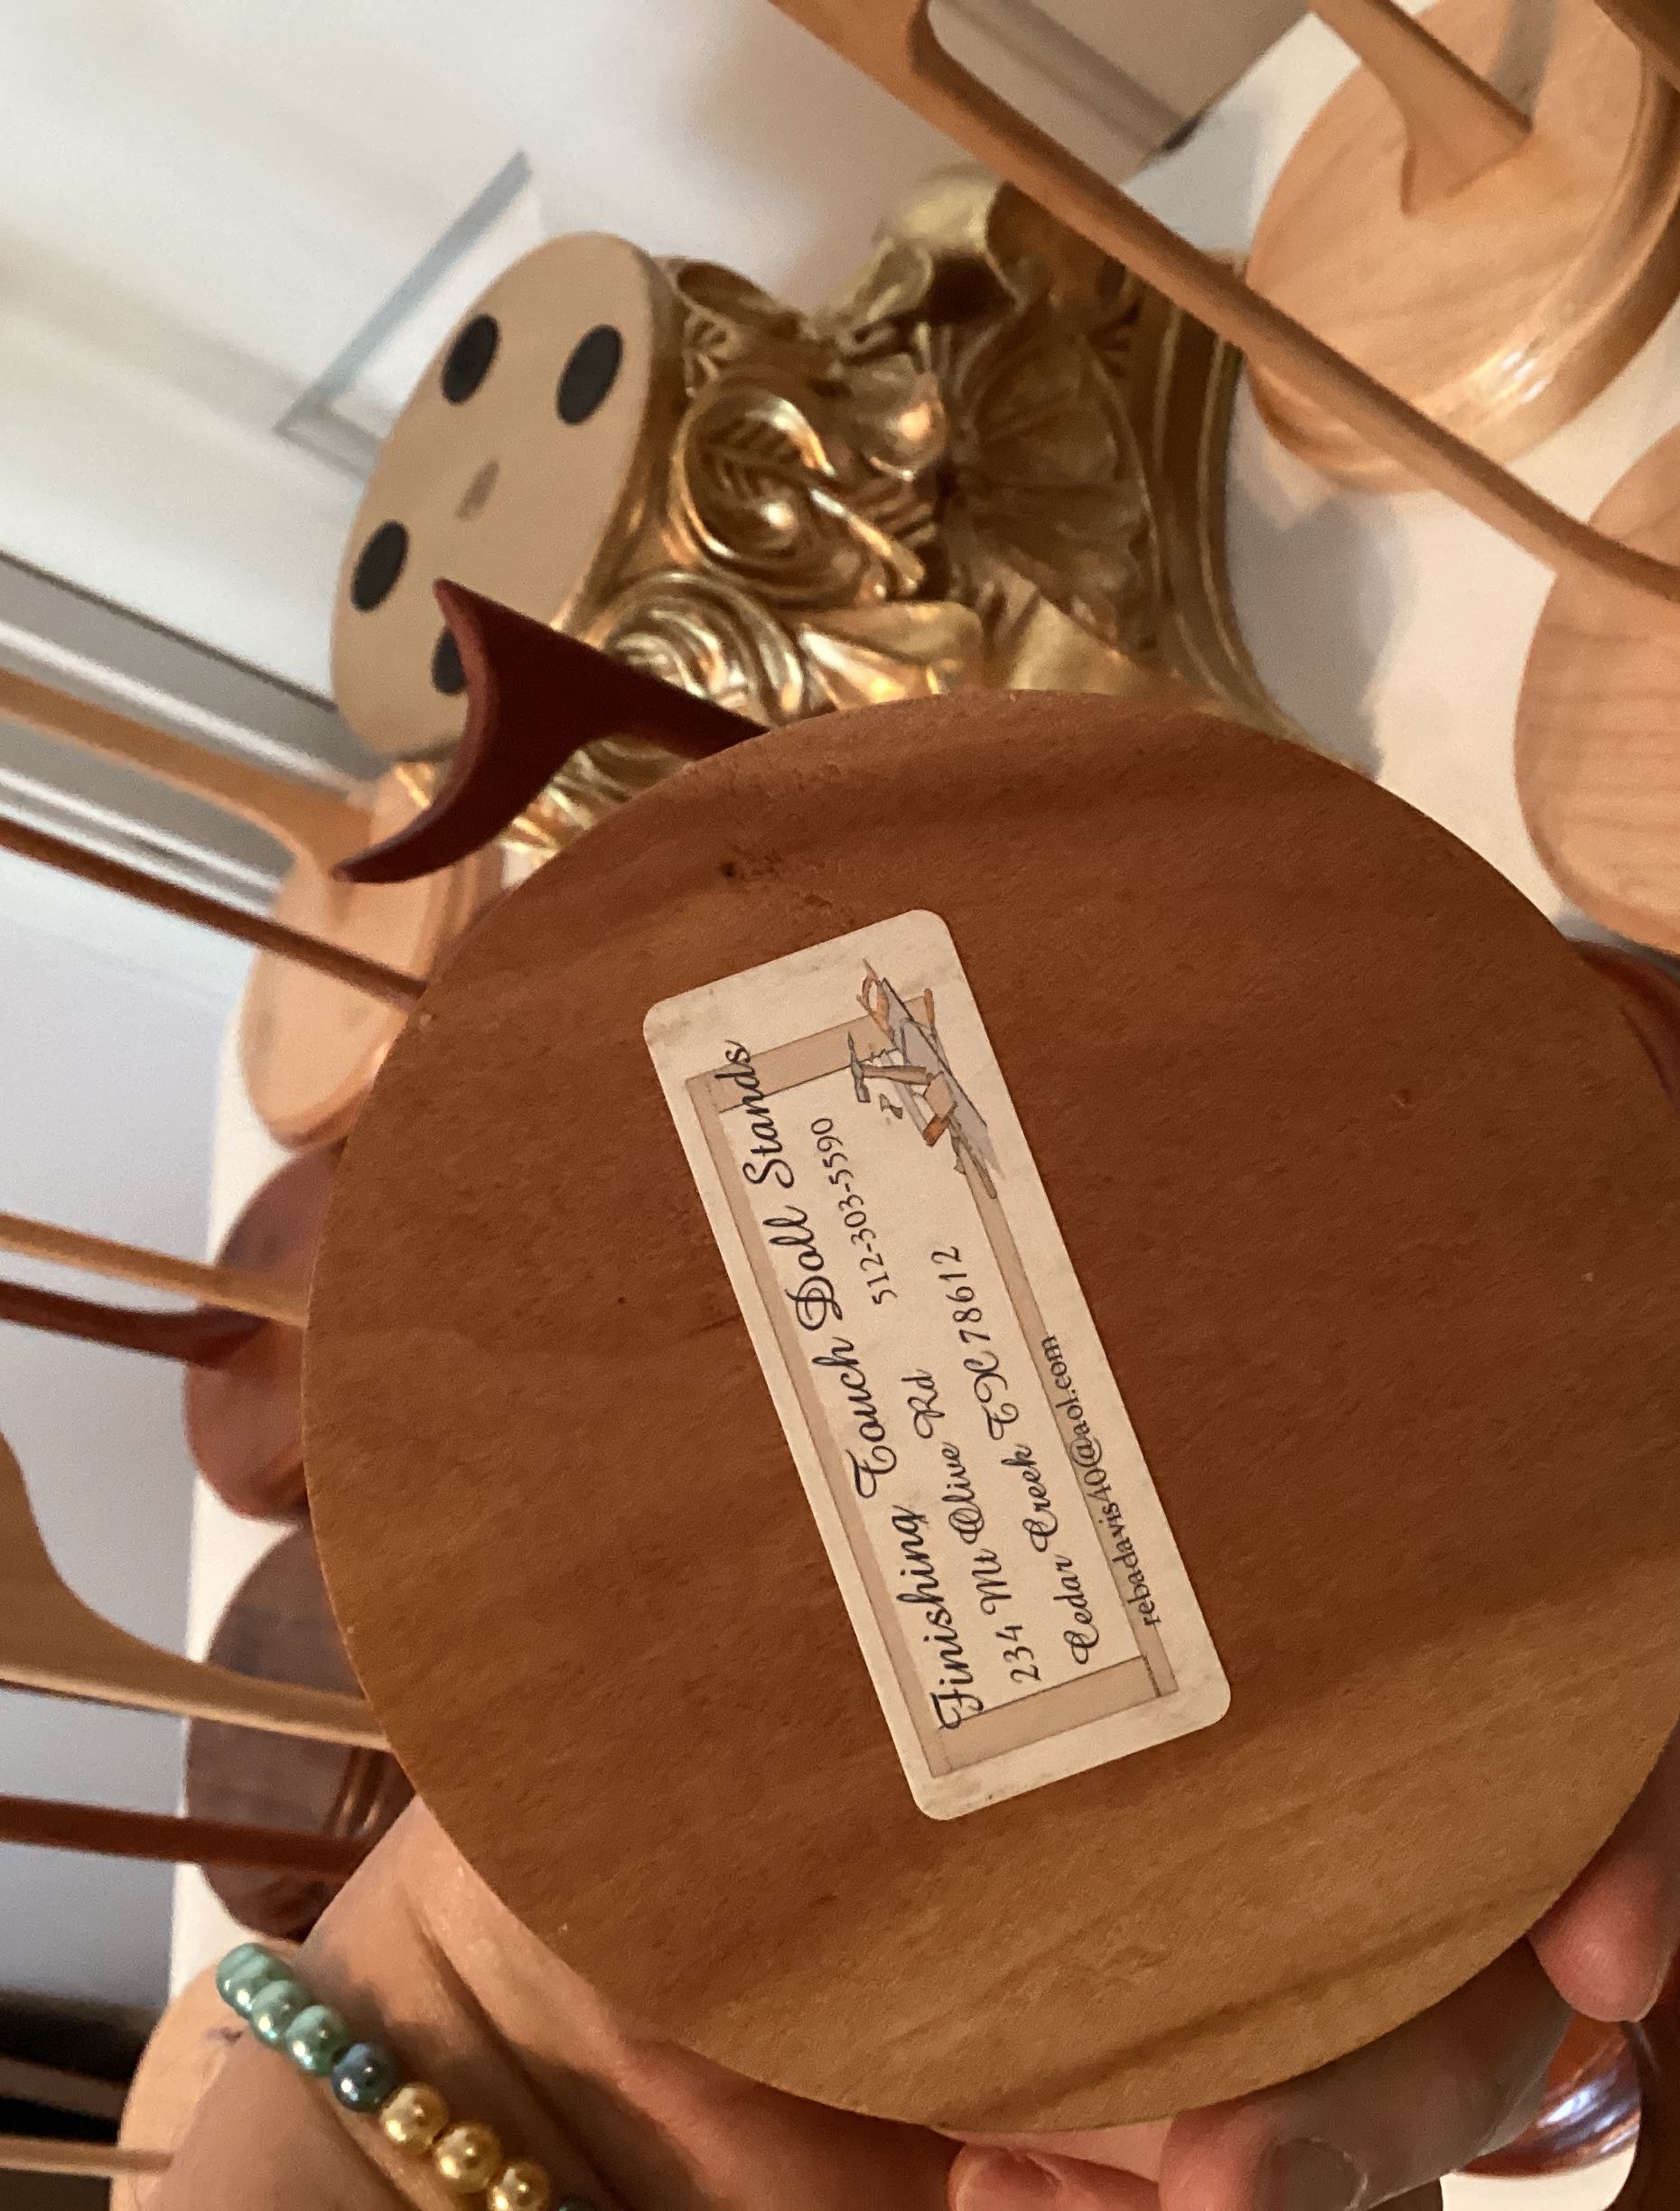 Finishing Touch Doll Stands
234 Mt Olive Rd 512-303-5590
Cedar Creek TX 78612
rebadavis40@aol.com